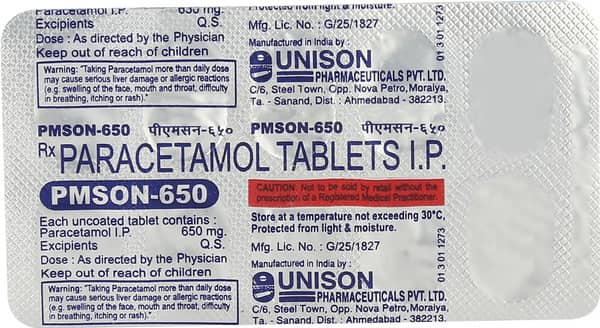 Paracetamol I.P. 650 mg.
Excipients Q.S.
Dose : As directed by the Physician
Keep out of reach of children
Warning: "Taking Paracetamol more than daily dose
may cause serious liver damage or allergic reactions
(e.g. swelling of the face, mouth and throat, difficulty
in breathing, itching or rash)."
Protected from light & moisture.
Mfg. Lic. No. : G/25/1827
Manufactured in India by :
UNISON
PHARMACEUTICALS PVT. LTD.
C/6, Steel Town, Opp. Nova Petro, Moraiya,
Ta. - Sanand, Dist. : Ahmedabad - 382213.
01 3 01 1273
PMSON-650 पीएमसन-६५० PMSON-650 पीएमसन-६५०
Rx PARACETAMOL TABLETS I.P.
PMSON-650
Each uncoated tablet contains :
Paracetamol I.P. 650 mg.
Excipients Q.S.
Dose : As directed by the Physician
Keep out of reach of children
Warning: "Taking Paracetamol more than daily dose
may cause serious liver damage or allergic reactions
(e.g. swelling of the face, mouth and throat, difficulty
in breathing, itching or rash)."
CAUTION: Not to be sold by retail without the
prescription of a Registered Medical Practitioner.
Store at a temperature not exceeding 30°C,
Protected from light & moisture.
Mfg. Lic. No. : G/25/1827
Manufactured in India by :
UNISON
PHARMACEUTICALS PVT. LTD.
C/6, Steel Town, Opp. Nova Petro, Moraiya,
Ta. - Sanand, Dist. : Ahmedabad - 382213.
01 3 01 1273